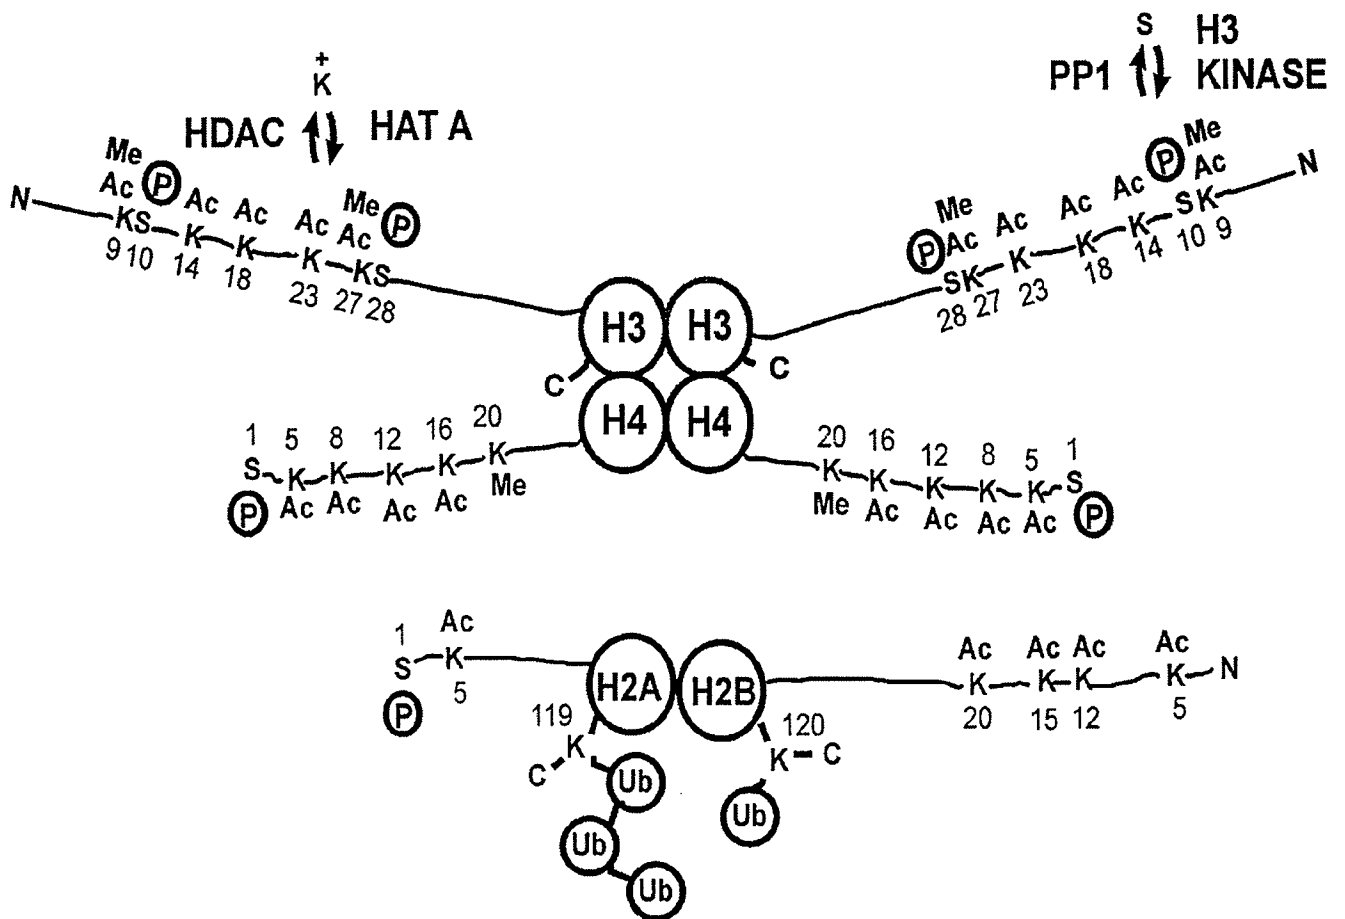 +
K
HDAC HAT A
S H3
PP1 KINASE
Me P
Ac Ac Ac Ac Me P
Ac
N KS K K K KS
9 10 14 18 23 27 28
P Me
Ac
Me Ac Ac Ac
P Ac
SK K K K SK N
28 27 23 18 14 10 9
H3 H3
C C
H4 H4
1 5 8 12 16 20
S K K K K K
P Ac Ac Ac Ac Me
20 16 12 8 5 1
K K K K K S
Me Ac Ac Ac Ac P
1 Ac
S K
P 5
H2A H2B
Ac Ac Ac Ac
K K K K N
20 15 12 5
119 120
K K C
C Ub
Ub
Ub
Ub